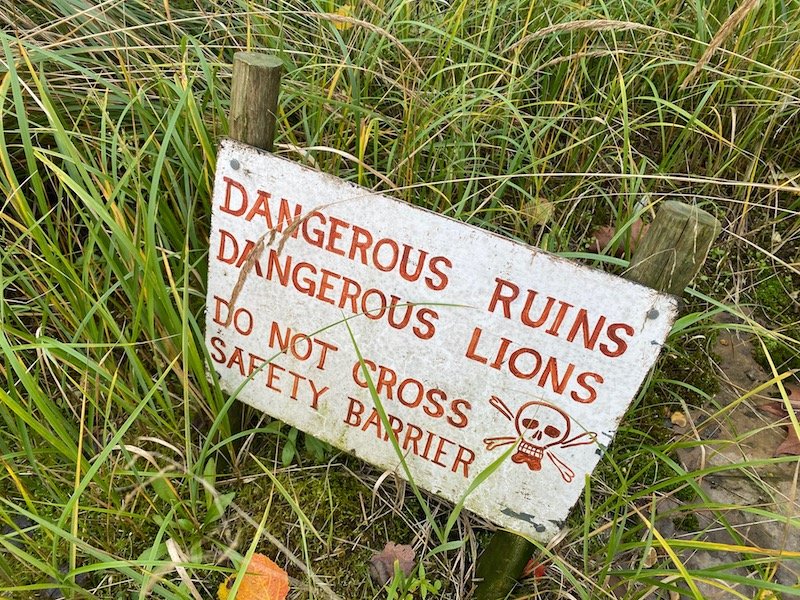 DANGEROUS RUINS
DANGEROUS LIONS
DO NOT CROSS
SAFETY BARRIER